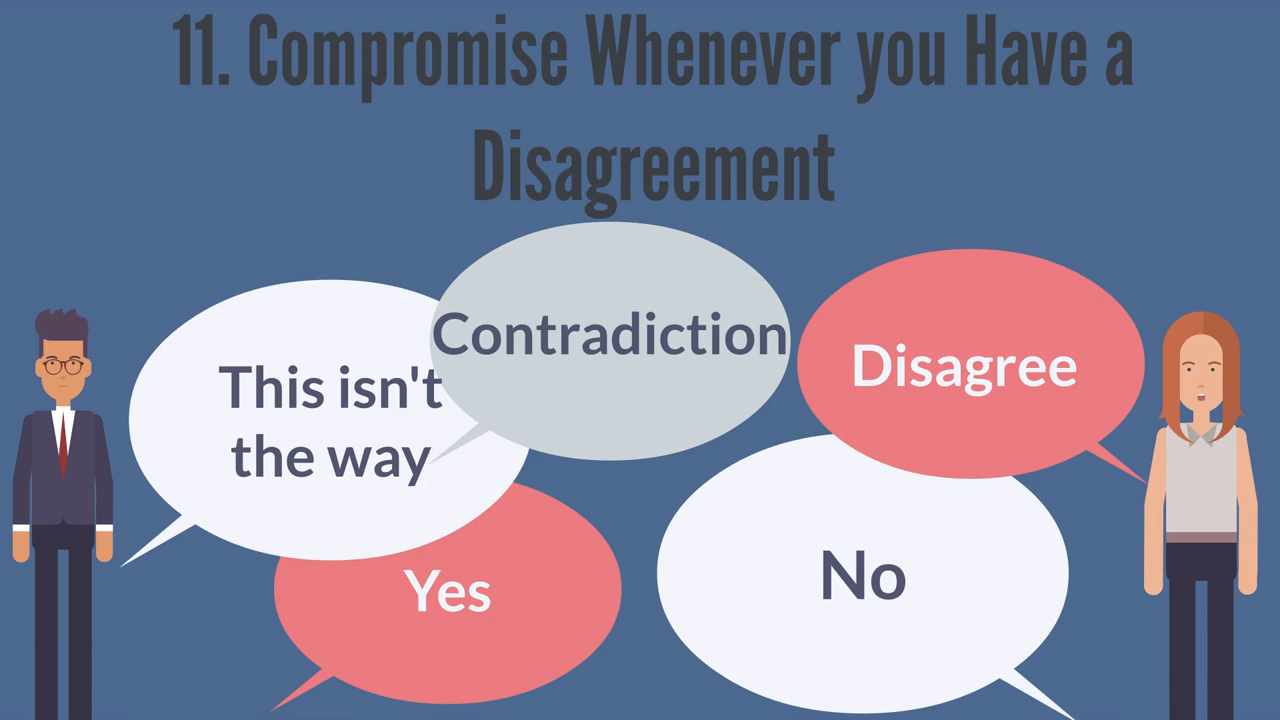 11. Compromise Whenever you Have a
Disagreement
Contradiction
This isn't
the way
Disagree
Yes
No